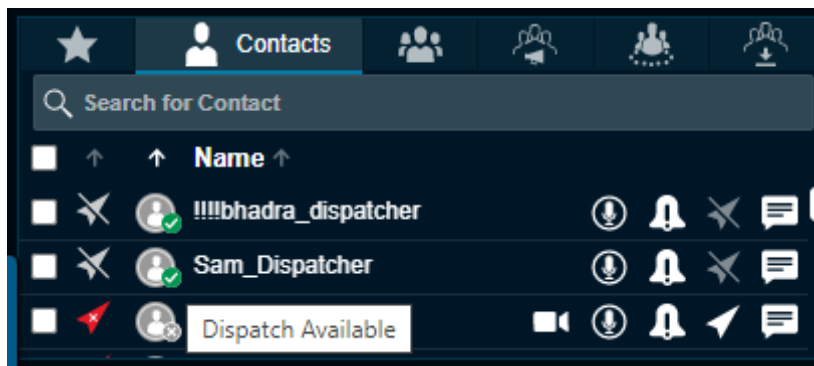 Contacts
Search for Contact
Name
!!!!bhadra_dispatcher
Sam_Dispatcher
Dispatch Available